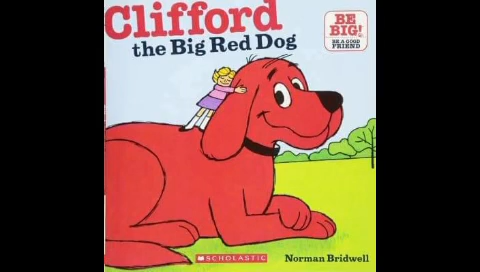 Clifford
the Big Red Dog
BE
BIG!
BE A GOOD
FRIEND
SCHOLASTIC
Norman Bridwell